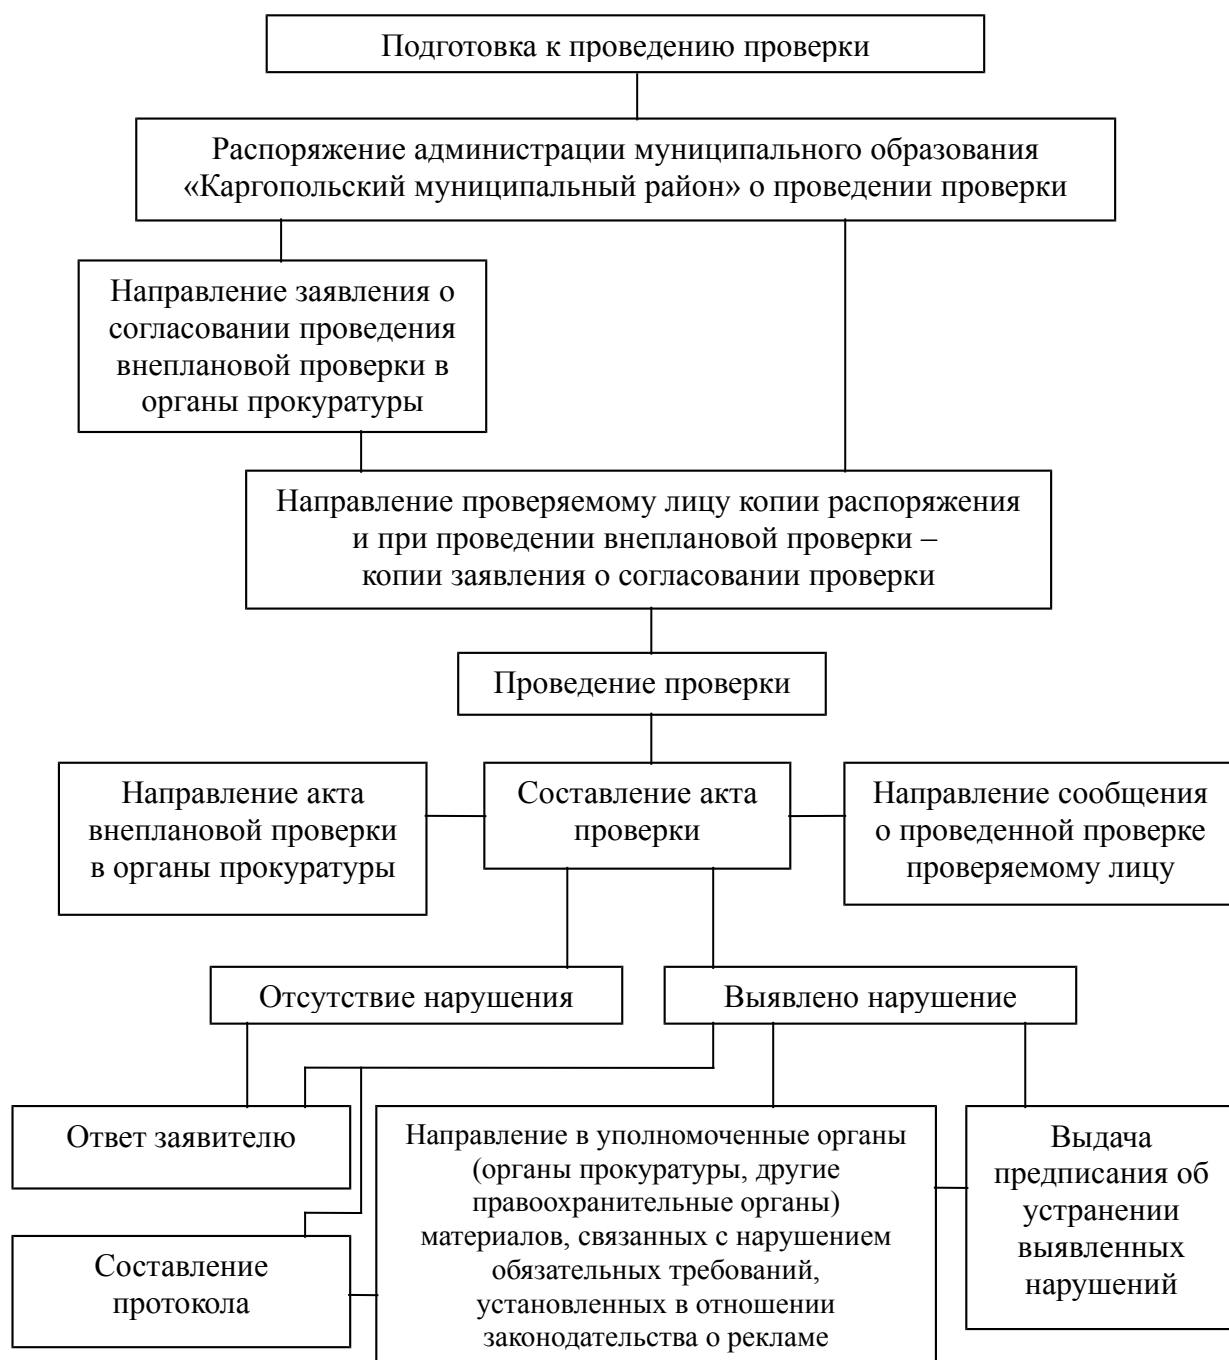 Подготовка к проведению проверки
Распоряжение администрации муниципального образования
«Каргопольский муниципальный район» о проведении проверки
Направление заявления о
согласовании проведения
внеплановой проверки в
органы прокуратуры
Направление проверяемому лицу копии распоряжения
и при проведении внеплановой проверки –
копии заявления о согласовании проверки
Проведение проверки
Направление акта
внеплановой проверки
в органы прокуратуры
Составление акта
проверки
Направление сообщения
о проведенной проверке
проверяемому лицу
Отсутствие нарушения
Выявлено нарушение
Ответ заявителю
Направление в уполномоченные органы
(органы прокуратуры, другие
правоохранительные органы)
материалов, связанных с нарушением
обязательных требований,
установленных в отношении
законодательства о рекламе
Выдача
предписания об
устранении
выявленных
нарушений
Составление
протокола